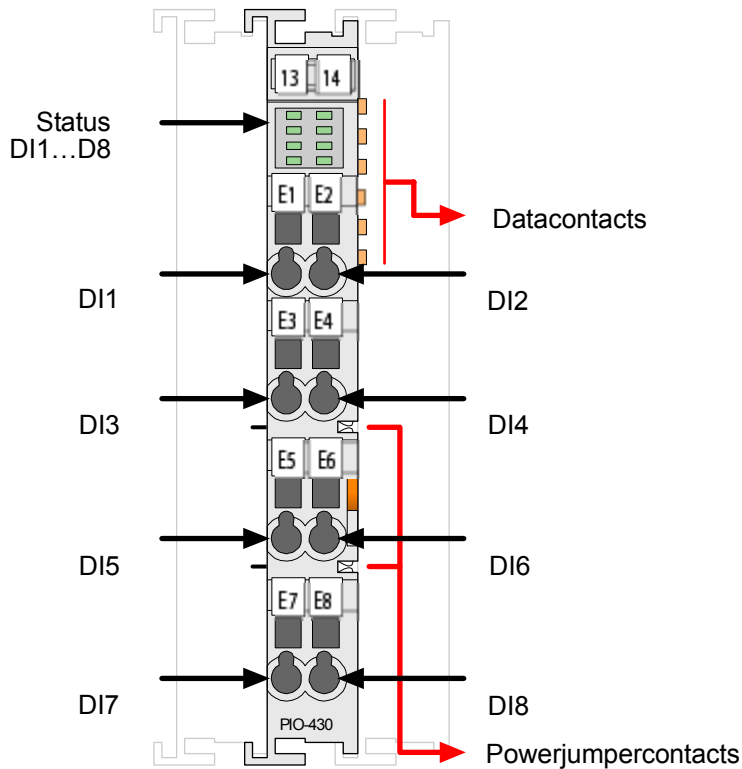 13 14
Status
DI1...D8
E1 E2
Datacontacts
DI1 DI2
E3 E4
DI3 DI4
E5 E6
DI5 DI6
E7 E8
DI7 DI8
PIO-430
Powerjumpercontacts